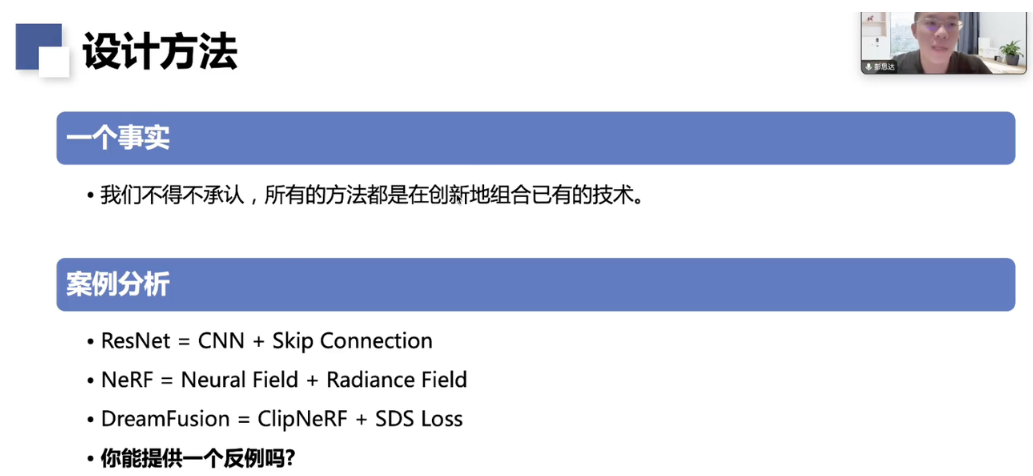 设计方法
彭思达
一个事实
• 我们不得不承认，所有的方法都是在创新地组合已有的技术。
案例分析
• ResNet = CNN + Skip Connection
• NeRF = Neural Field + Radiance Field
• DreamFusion = ClipNeRF + SDS Loss
• 你能提供一个反例吗?